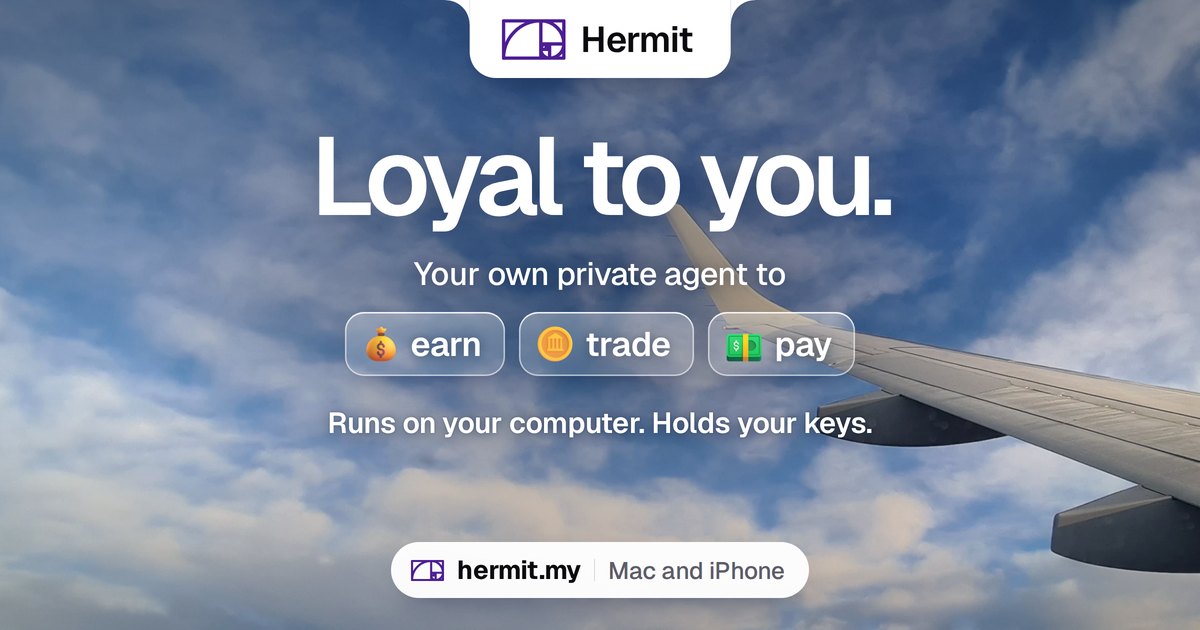 Hermit
Loyal to you.
Your own private agent to
earn trade pay
Runs on your computer. Holds your keys.
hermit.my Mac and iPhone